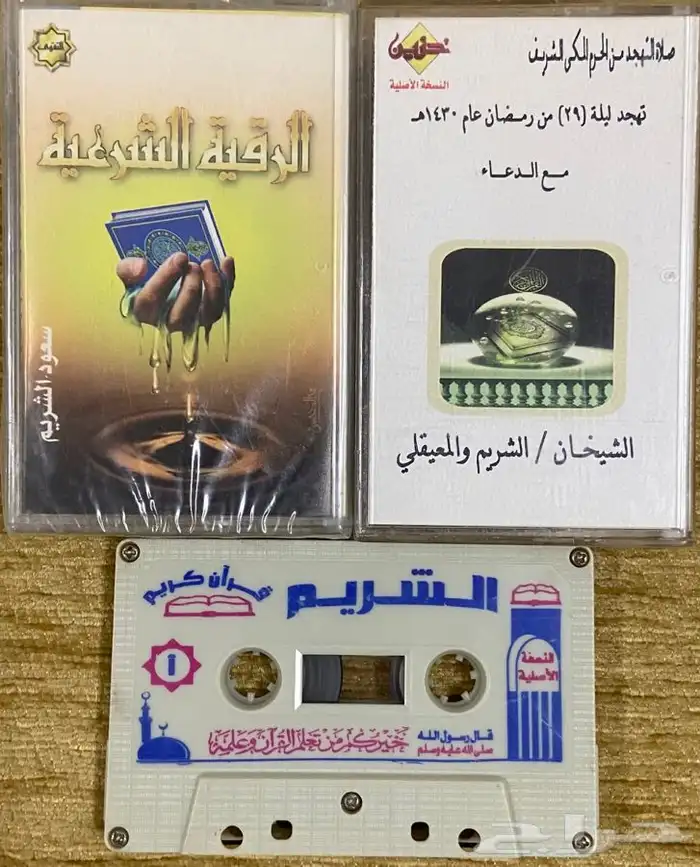 التقوى
الرقية الشرعية
سعود الشريم
صلاة التهجد من الحرم المكي الشريف
النسخة الأصلية
تهجد ليلة (٢٩) من رمضان عام ١٤٣٠هـ
مع الدعاء
الشيخان / الشريم والمعيقلي
قرآن كريم
الشريم
النسخة
الأصلية
أ
قال رسول الله
صلى الله عليه وسلم
خيركم من تعلم القرآن وعلمه
حراج